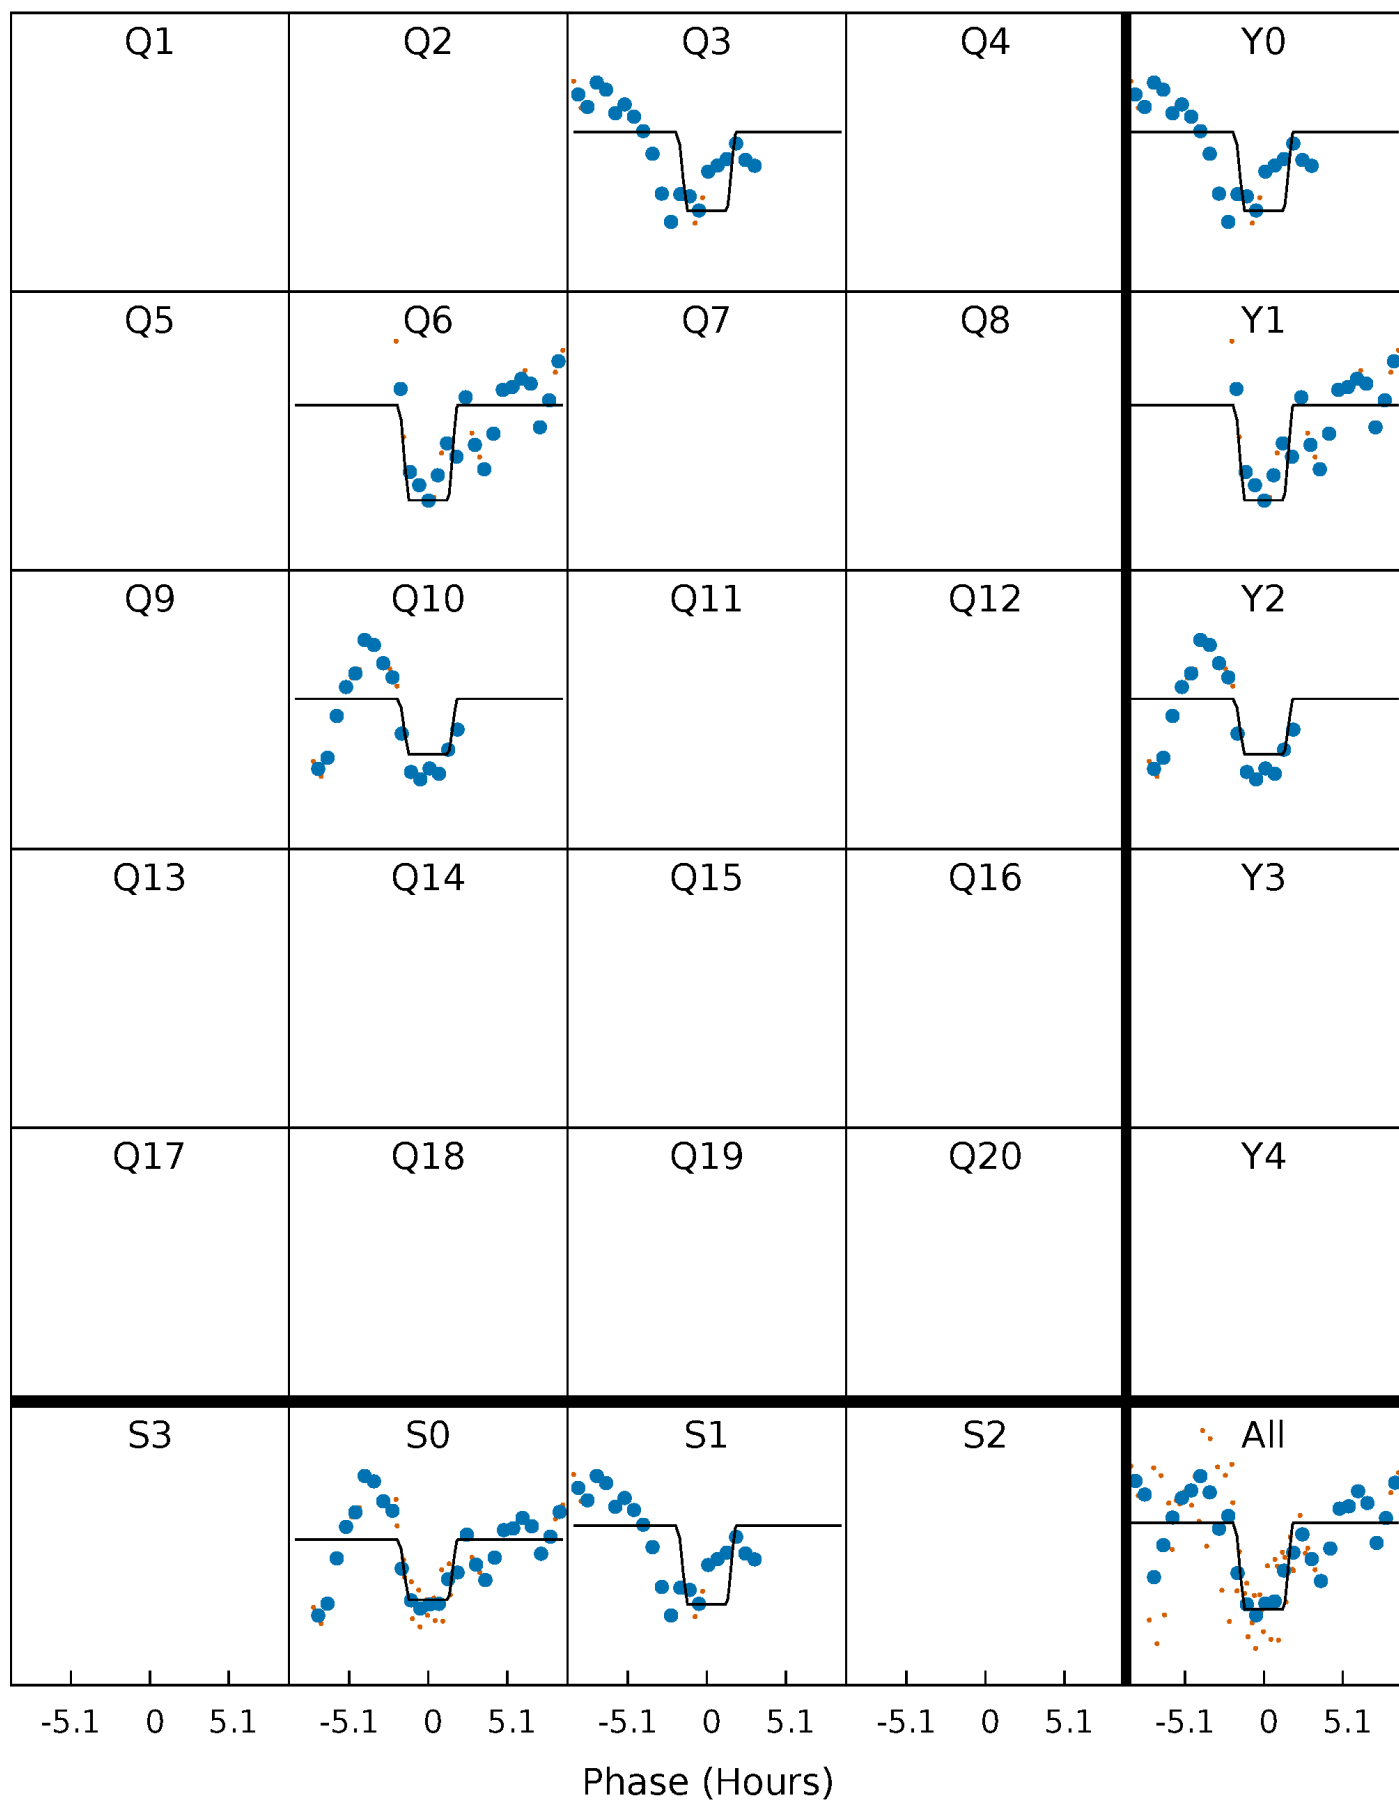 Q1 Q2 Q3 Q4 Y0
Q5 Q6 Q7 Q8 Y1
Q9 Q10 Q11 Q12 Y2
Q13 Q14 Q15 Q16 Y3
Q17 Q18 Q19 Q20 Y4
S3 S0 S1 S2 All
-5.1 0 5.1 -5.1 0 5.1 -5.1 0 5.1 -5.1 0 5.1 -5.1 0 5.1
Phase (Hours)